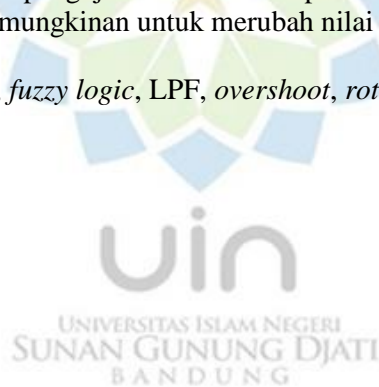 mungkinan untuk merubah nilai
fuzzy logic, LPF, overshoot, rot
uin
UNIVERSITAS ISLAM NEGERI
SUNAN GUNUNG DJATI
BANDUNG